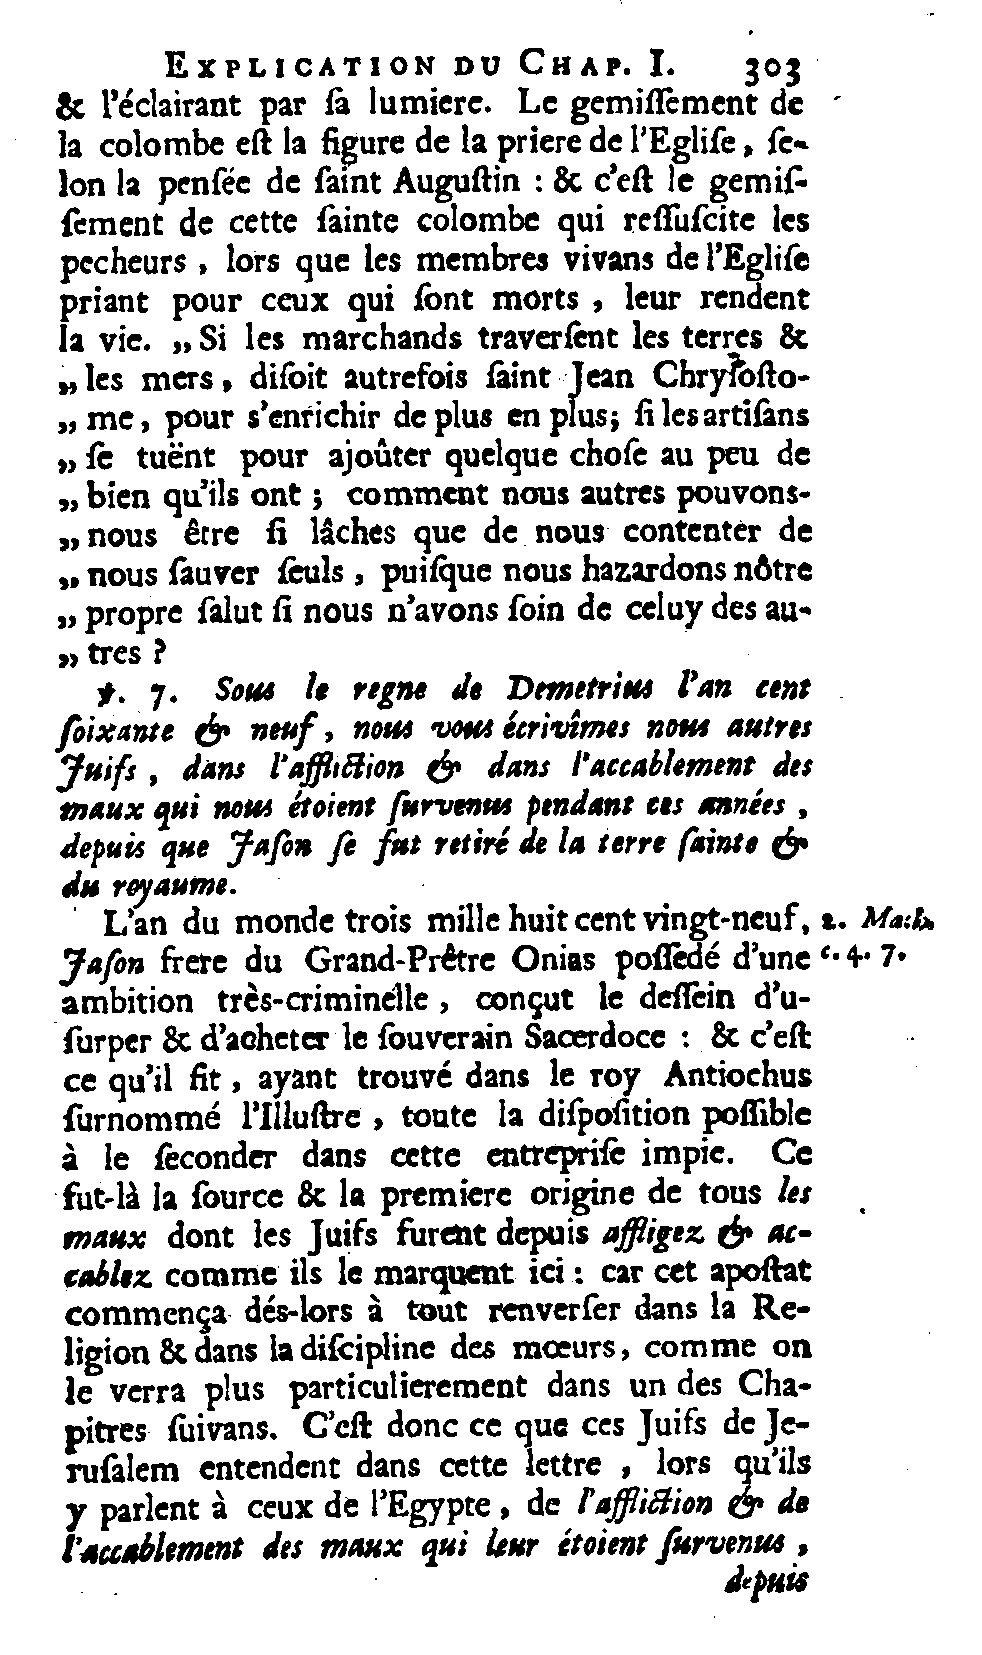 EXPLICATION DU CHAP. I. 303
& l'éclairant par ſa lumiere. Le gemiſſement de
la colombe eſt la figure de la priere de l'Egliſe, ſe-
lon la penſée de ſaint Auguſtin : & c'eſt le gemiſ-
ſement de cette ſainte colombe qui reſſuſcite les
pecheurs, lors que les membres vivans de l'Egliſe
priant pour ceux qui ſont morts, leur rendent
la vie. „ Si les marchands traverſent les terres &
„ les mers, diſoit autrefois ſaint Jean Chryſoſto-
„ me, pour s'enrichir de plus en plus; ſi les artiſans
„ ſe tuënt pour ajoûter quelque choſe au peu de
„ bien qu'ils ont ; comment nous autres pouvons-
„ nous être ſi lâches que de nous contenter de
„ nous ſauver ſeuls, puiſque nous hazardons nôtre
„ propre ſalut ſi nous n'avons ſoin de celuy des au-
„ tres ?
℣. 7. Sous le regne de Demetrius l'an cent
ſoixante & neuf, nous vous écrivîmes nous autres
Juifs, dans l'affliction & dans l'accablement des
maux qui nous étoient ſurvenus pendant ces années,
depuis que Jaſon ſe fut retiré de la terre ſainte &
du royaume.
L'an du monde trois mille huit cent vingt-neuf, 2. Mach.
Jaſon frere du Grand-Prêtre Onias poſſedé d'une c. 4. 7.
ambition très-criminelle, conçut le deſſein d'u-
ſurper & d'acheter le ſouverain Sacerdoce : & c'eſt
ce qu'il fit, ayant trouvé dans le roy Antiochus
ſurnommé l'Illuſtre, toute la diſpoſition poſſible
à le ſeconder dans cette entrepriſe impie. Ce
fut-là la ſource & la premiere origine de tous les
maux dont les Juifs furent depuis affligez & ac-
cablez comme ils le marquent ici : car cet apoſtat
commença dés-lors à tout renverſer dans la Re-
ligion & dans la diſcipline des mœurs, comme on
le verra plus particulierement dans un des Cha-
pitres ſuivans. C'eſt donc ce que ces Juifs de Je-
ruſalem entendent dans cette lettre, lors qu'ils
y parlent à ceux de l'Egypte, de l'affliction & de
l'accablement des maux qui leur étoient ſurvenus,
depuis